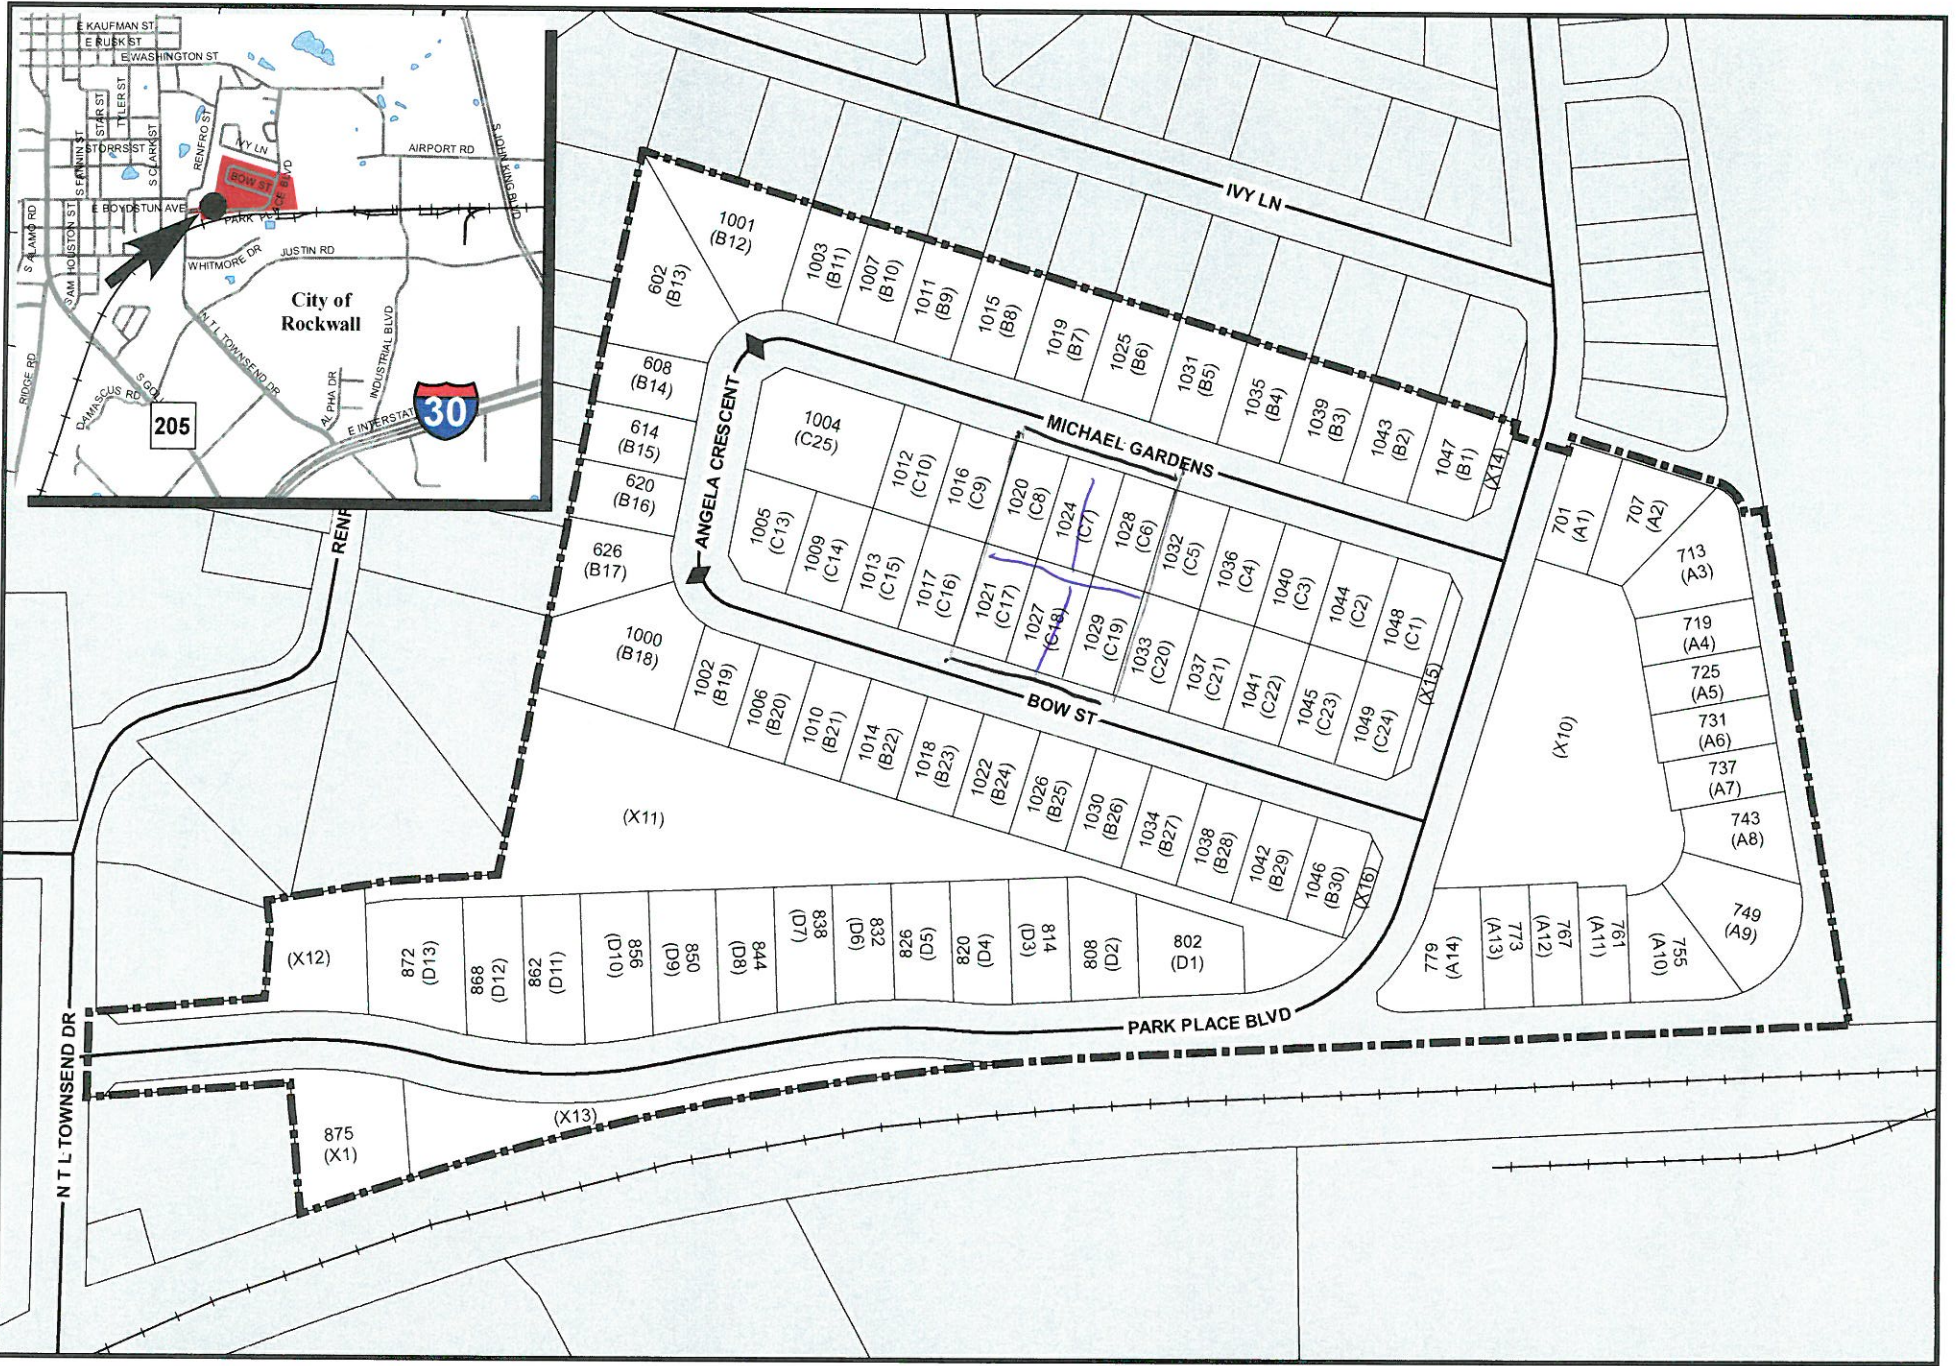 E KAUFMAN ST
E RUSK ST
E WASHINGTON ST
STAR ST
TYLER ST
S FANNIN ST
STORRS ST
S CLARK ST
RENFRO ST
IVY LN
BOW ST
PARK PLACE BLVD
AIRPORT RD
S JOHN KING BLVD
E BOYDSTUN AVE
S ALAMO RD
SAM HOUSTON ST
WHITMORE DR
JUSTIN RD
City of
Rockwall
N T L TOWNSEND DR
INDUSTRIAL BLVD
ALPHA DR
RIDGE RD
DAMASCUS RD
S GOL
205
E INTERSTAT
30
IVY LN
1001
(B12)
602
(B13)
1003
(B11)
1007
(B10)
1011
(B9)
1015
(B8)
1019
(B7)
1025
(B6)
1031
(B5)
1035
(B4)
1039
(B3)
1043
(B2)
1047
(B1)
(X14)
608
(B14)
614
(B15)
620
(B16)
626
(B17)
ANGELA CRESCENT
MICHAEL GARDENS
1004
(C25)
1012
(C10)
1016
(C9)
1020
(C8)
1024
(C7)
1028
(C6)
1032
(C5)
1036
(C4)
1040
(C3)
1044
(C2)
1048
(C1)
1005
(C13)
1009
(C14)
1013
(C15)
1017
(C16)
1021
(C17)
1027
(C18)
1029
(C19)
1033
(C20)
1037
(C21)
1041
(C22)
1045
(C23)
1049
(C24)
(X15)
BOW ST
1000
(B18)
1002
(B19)
1006
(B20)
1010
(B21)
1014
(B22)
1018
(B23)
1022
(B24)
1026
(B25)
1030
(B26)
1034
(B27)
1038
(B28)
1042
(B29)
1046
(B30)
(X16)
701
(A1)
707
(A2)
713
(A3)
719
(A4)
725
(A5)
731
(A6)
737
(A7)
743
(A8)
749
(A9)
755
(A10)
761
(A11)
767
(A12)
773
(A13)
779
(A14)
(X10)
(X11)
RENF
(X12)
872
(D13)
868
(D12)
862
(D11)
856
(D10)
850
(D9)
844
(D8)
838
(D7)
832
(D6)
826
(D5)
820
(D4)
814
(D3)
808
(D2)
802
(D1)
PARK PLACE BLVD
N T L TOWNSEND DR
875
(X1)
(X13)